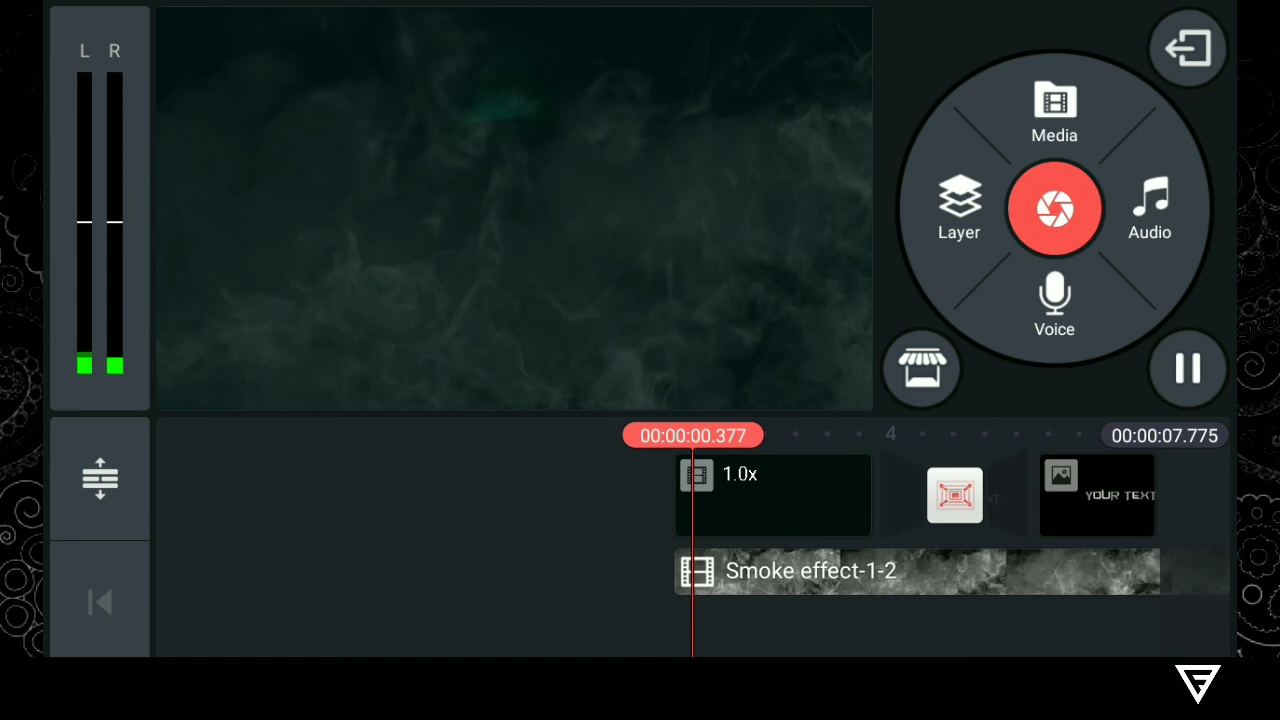 L R
Media
Layer
Audio
Voice
00:00:00.377
4
00:00:07.775
1.0x
YOUR TEXT
Smoke effect-1-2